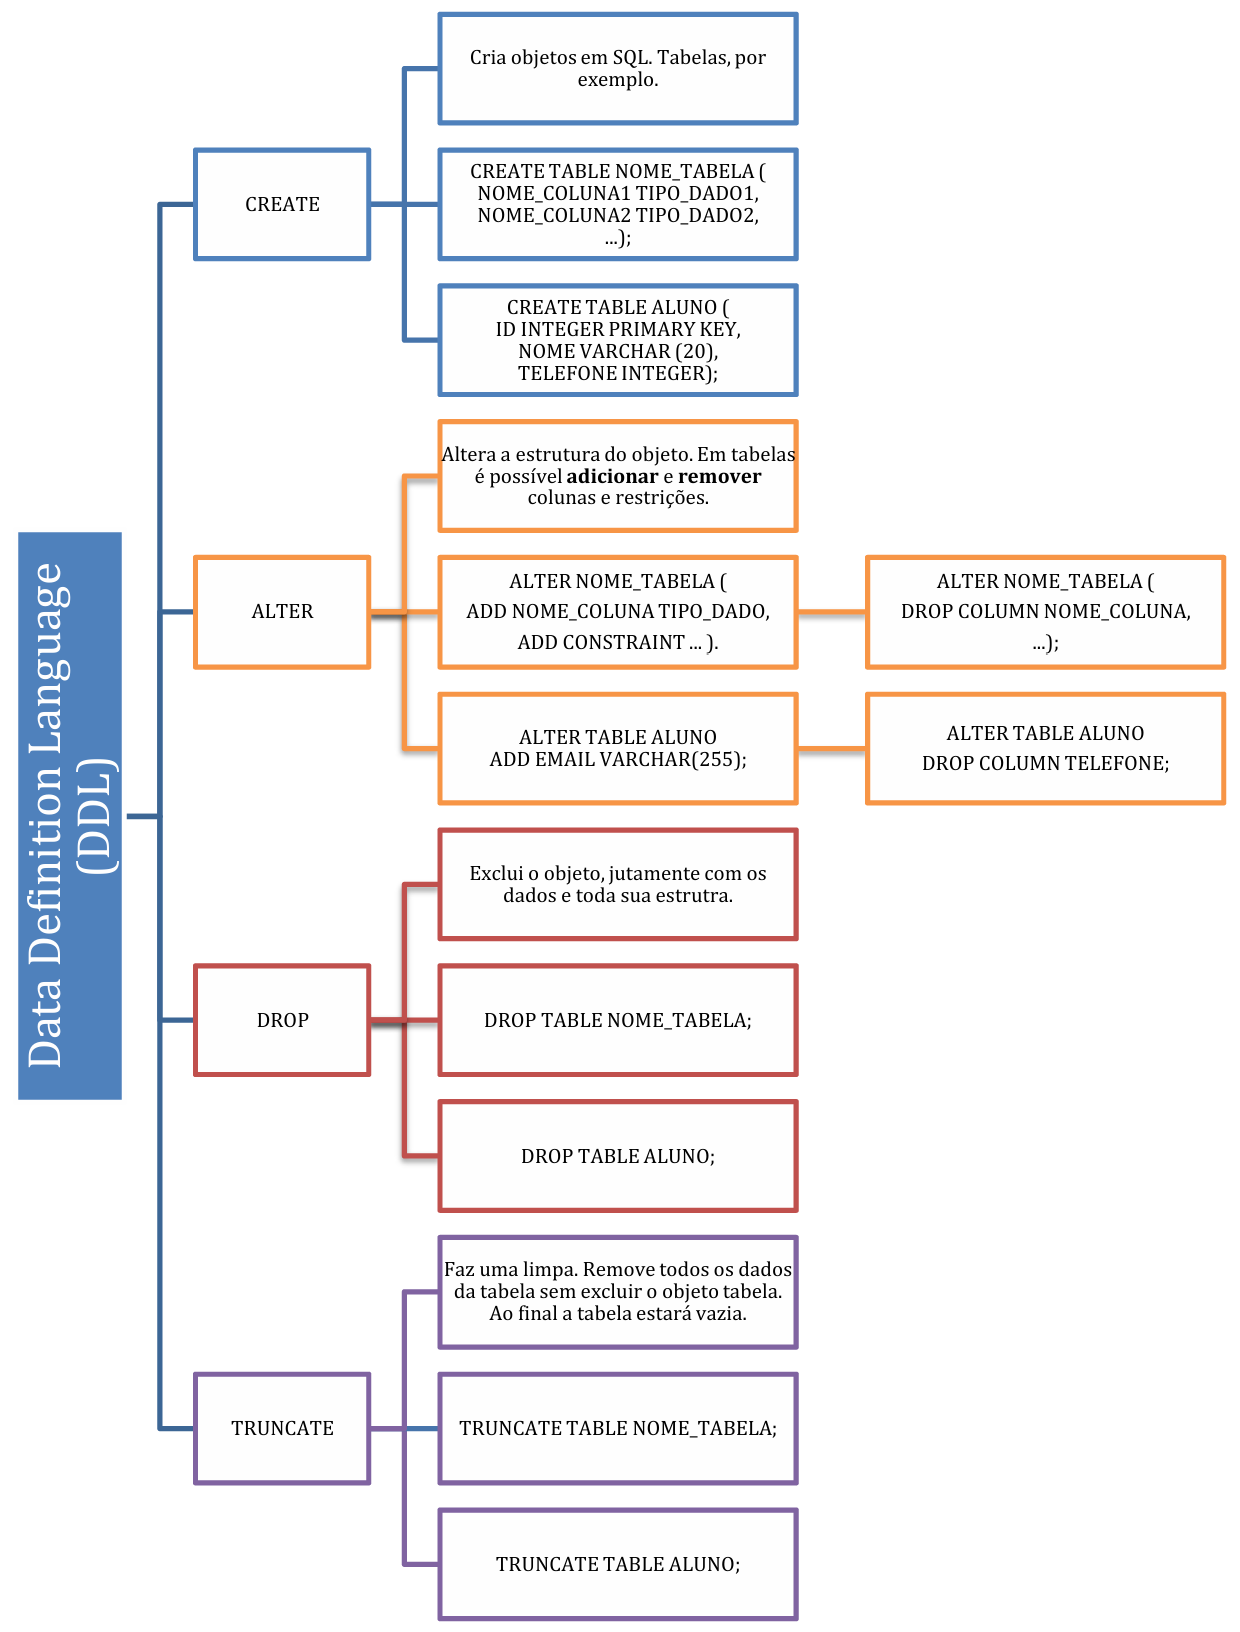 Data Definition Language
(DDL)
CREATE
Cria objetos em SQL. Tabelas, por
exemplo.
CREATE TABLE NOME_TABELA (
NOME_COLUNA1 TIPO_DADO1,
NOME_COLUNA2 TIPO_DADO2,
...);
CREATE TABLE ALUNO (
ID INTEGER PRIMARY KEY,
NOME VARCHAR (20),
TELEFONE INTEGER);
ALTER
Altera a estrutura do objeto. Em tabelas
é possível adicionar e remover
colunas e restrições.
ALTER NOME_TABELA (
ADD NOME_COLUNA TIPO_DADO,
ADD CONSTRAINT ... ).
ALTER NOME_TABELA (
DROP COLUMN NOME_COLUNA,
...);
ALTER TABLE ALUNO
ADD EMAIL VARCHAR(255);
ALTER TABLE ALUNO
DROP COLUMN TELEFONE;
DROP
Exclui o objeto, jutamente com os
dados e toda sua estrutra.
DROP TABLE NOME_TABELA;
DROP TABLE ALUNO;
TRUNCATE
Faz uma limpa. Remove todos os dados
da tabela sem excluir o objeto tabela.
Ao final a tabela estará vazia.
TRUNCATE TABLE NOME_TABELA;
TRUNCATE TABLE ALUNO;